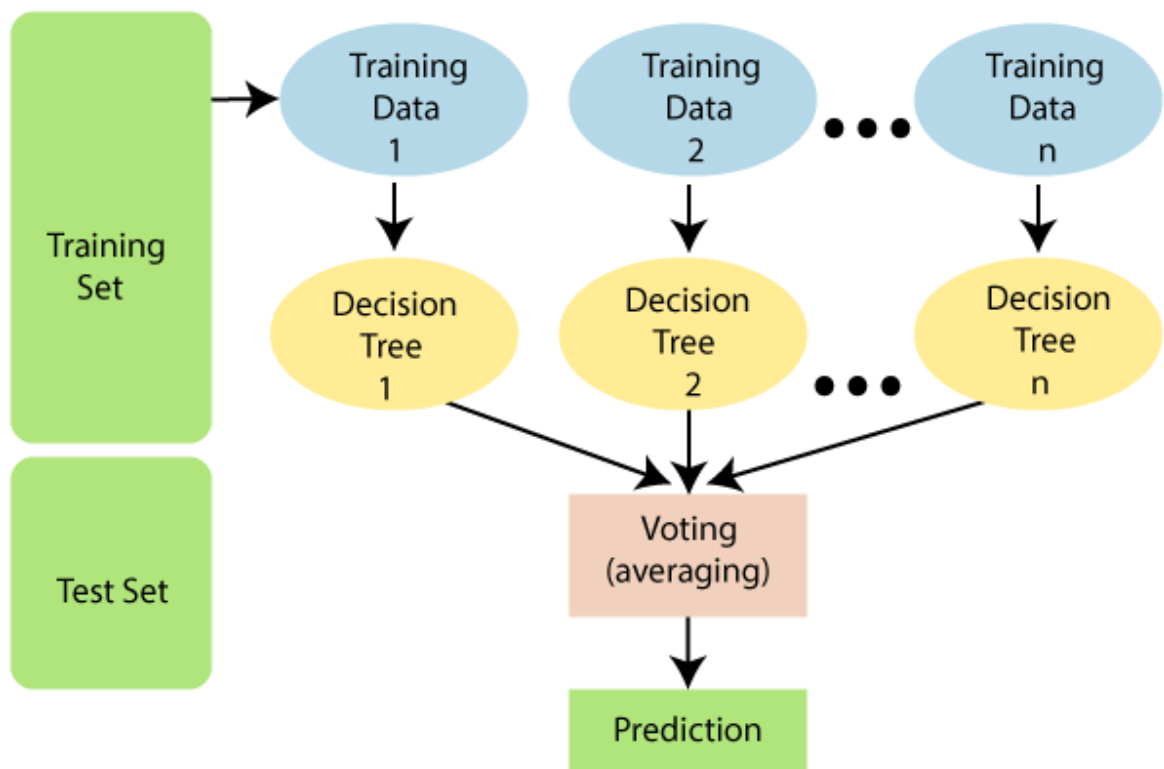 Training
Set
Training
Data
1
Training
Data
2
Training
Data
n
Decision
Tree
1
Decision
Tree
2
Decision
Tree
n
Test Set
Voting
(averaging)
Prediction